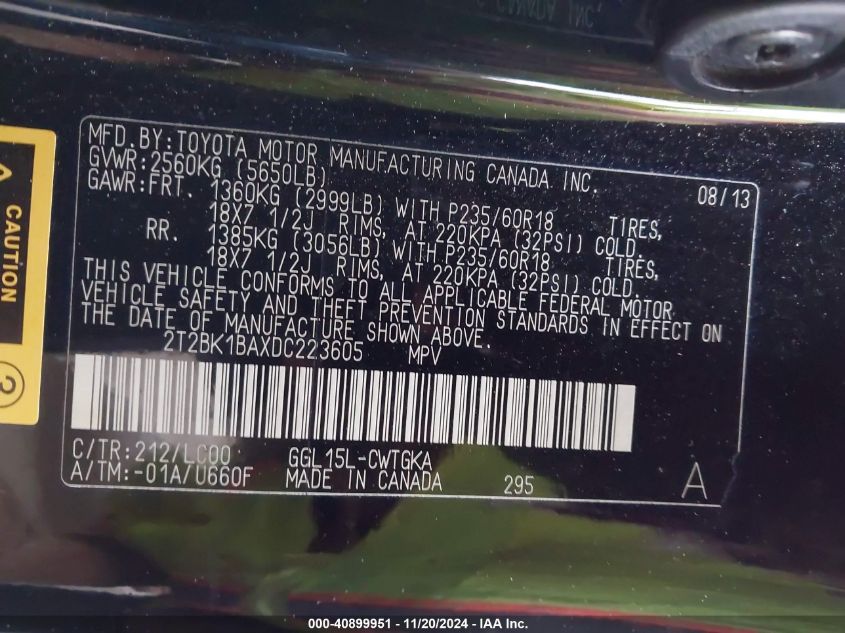 MFD.BY:TOYOTA MOTOR MANUFACTURING CANADA INC. 08/13
GVWR:2560KG (5650LB)
GAWR:FRT. 1360KG (2999LB) WITH P235/60R18 TIRES,
18X7 1/2J RIMS, AT 220KPA (32PSI) COLD.
RR. 1385KG (3056LB) WITH P235/60R18 TIRES,
18X7 1/2J RIMS, AT 220KPA (32PSI) COLD.
THIS VEHICLE CONFORMS TO ALL APPLICABLE FEDERAL MOTOR
VEHICLE SAFETY AND THEFT PREVENTION STANDARDS IN EFFECT ON
THE DATE OF MANUFACTURE SHOWN ABOVE.
2T2BK1BAXDC223605 MPV
C/TR:212/LC00 GGL15L-CWTGKA
A/TM:-01A/U660F MADE IN CANADA 295 A
CAUTION
000-40899951 - 11/20/2024 - IAA Inc.